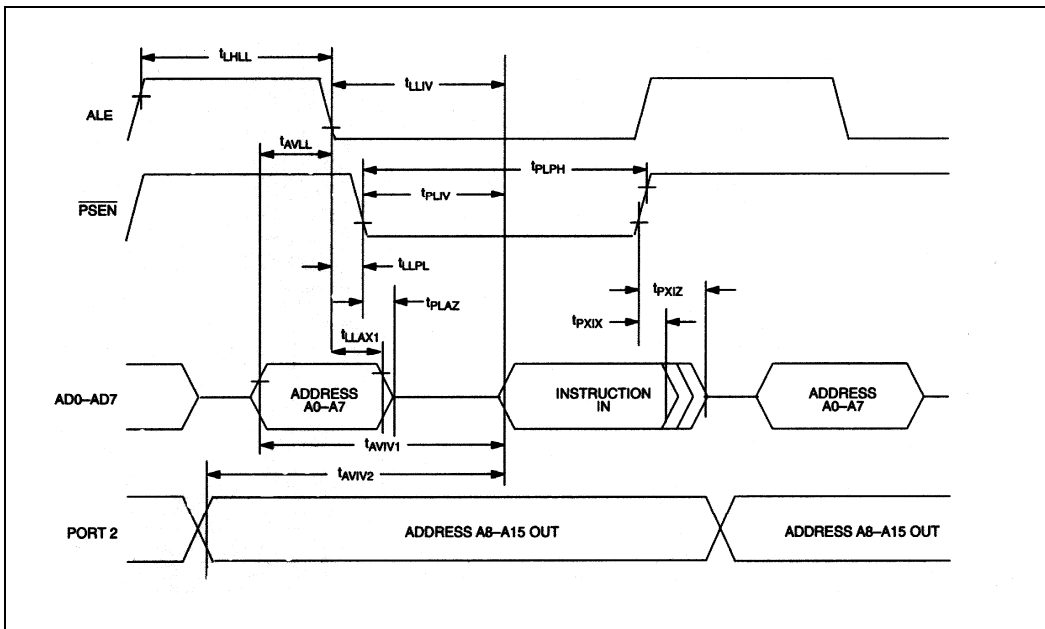 tLHLL
tLLIV
ALE
tAVLL
tPLPH
PSEN
tPLIV
tLLPL
tPXIZ
tPLAZ
tPXIX
tLLAX1
AD0–AD7
ADDRESS
A0–A7
INSTRUCTION
IN
ADDRESS
A0–A7
tAVIV1
tAVIV2
PORT 2
ADDRESS A8–A15 OUT
ADDRESS A8–A15 OUT